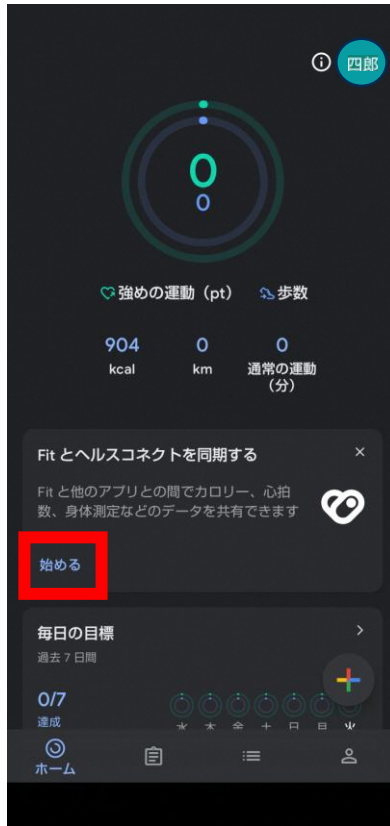 四郎
0
0
強めの運動（pt） 歩数
904 0 0
kcal km 通常の運動
（分）
Fit とヘルスコネクトを同期する
Fit と他のアプリとの間でカロリー、心拍
数、身体測定などのデータを共有できます
始める
毎日の目標
過去 7 日間
0/7
達成
水 木 金 土 日 月 火
ホーム